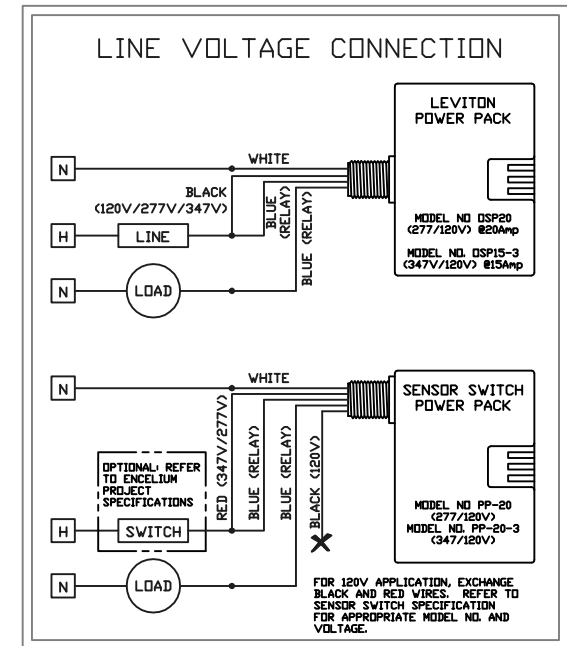 LINE VOLTAGE CONNECTION
LEVITON
POWER PACK
MODEL NO OSP20
(277/120V) @20Amp
MODEL NO. OSP15-3
(347V/120V) @15Amp
N
WHITE
BLACK
(120V/277V/347V)
H
LINE
BLUE
(RELAY)
BLUE (RELAY)
N
LOAD
N
WHITE
SENSOR SWITCH
POWER PACK
MODEL NO PP-20
(277/120V)
MODEL NO. PP-20-3
(347/120V)
RED (347V/277V)
BLUE (RELAY)
BLUE (RELAY)
BLACK (120V)
OPTIONAL: REFER
TO ENCELIUM
PROJECT
SPECIFICATIONS
H
SWITCH
N
LOAD
FOR 120V APPLICATION, EXCHANGE
BLACK AND RED WIRES. REFER TO
SENSOR SWITCH SPECIFICATION
FOR APPROPRIATE MODEL NO. AND
VOLTAGE.